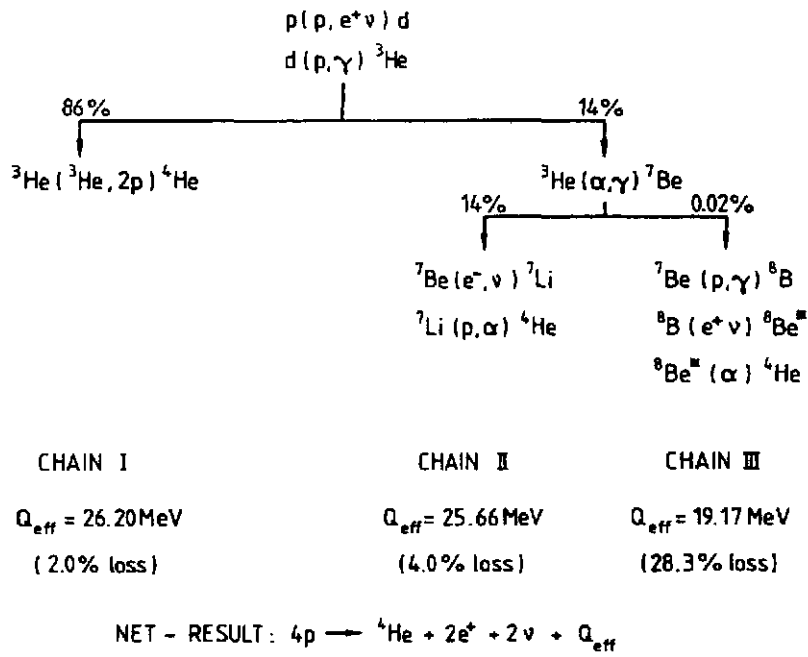 p(p, e⁺ν)d
d(p,γ) ³He
86% 14%
³He(³He, 2p)⁴He ³He(α,γ)⁷Be
14% 0.02%
⁷Be(e⁻,ν)⁷Li ⁷Be(p,γ)⁸B
⁷Li(p,α)⁴He ⁸B(e⁺ν)⁸Be*
⁸Be*(α)⁴He
CHAIN I CHAIN II CHAIN III
Q_eff = 26.20 MeV Q_eff = 25.66 MeV Q_eff = 19.17 MeV
(2.0% loss) (4.0% loss) (28.3% loss)
NET - RESULT: 4p → ⁴He + 2e⁺ + 2ν + Q_eff